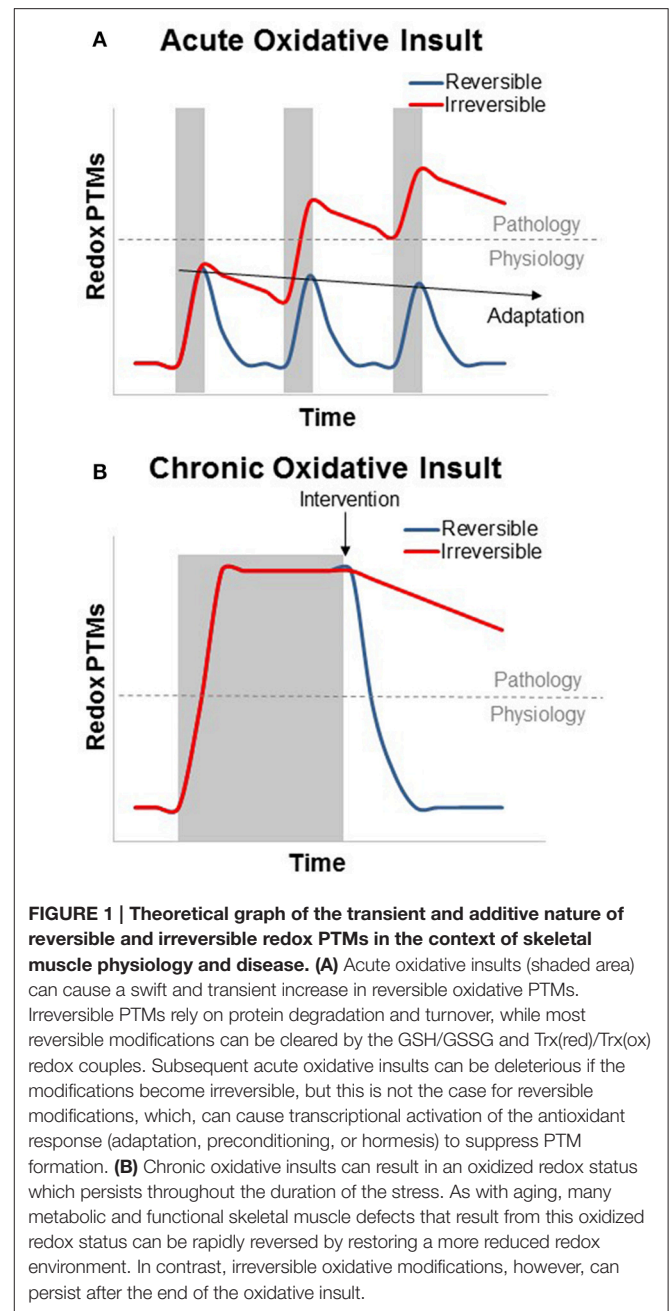 A
Acute Oxidative Insult
Reversible
Irreversible
Redox PTMs
Pathology
Physiology
Adaptation
Time
B
Chronic Oxidative Insult
Intervention
Reversible
Irreversible
Redox PTMs
Pathology
Physiology
Time
FIGURE 1 | Theoretical graph of the transient and additive nature of
reversible and irreversible redox PTMs in the context of skeletal
muscle physiology and disease. (A) Acute oxidative insults (shaded area)
can cause a swift and transient increase in reversible oxidative PTMs.
Irreversible PTMs rely on protein degradation and turnover, while most
reversible modifications can be cleared by the GSH/GSSG and Trx(red)/Trx(ox)
redox couples. Subsequent acute oxidative insults can be deleterious if the
modifications become irreversible, but this is not the case for reversible
modifications, which, can cause transcriptional activation of the antioxidant
response (adaptation, preconditioning, or hormesis) to suppress PTM
formation. (B) Chronic oxidative insults can result in an oxidized redox status
which persists throughout the duration of the stress. As with aging, many
metabolic and functional skeletal muscle defects that result from this oxidized
redox status can be rapidly reversed by restoring a more reduced redox
environment. In contrast, irreversible oxidative modifications, however, can
persist after the end of the oxidative insult.